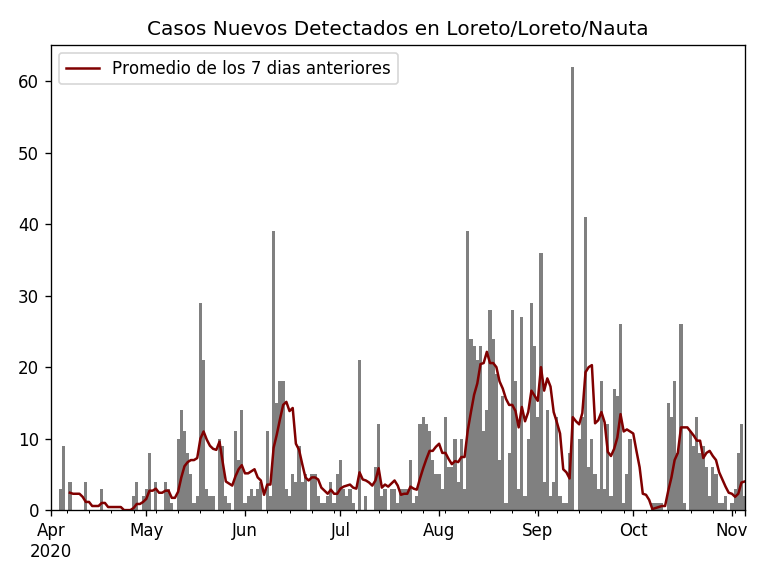 Casos Nuevos Detectados en Loreto/Loreto/Nauta
Promedio de los 7 dias anteriores
60
50
40
30
20
10
0
Apr May Jun Jul Aug Sep Oct Nov
2020